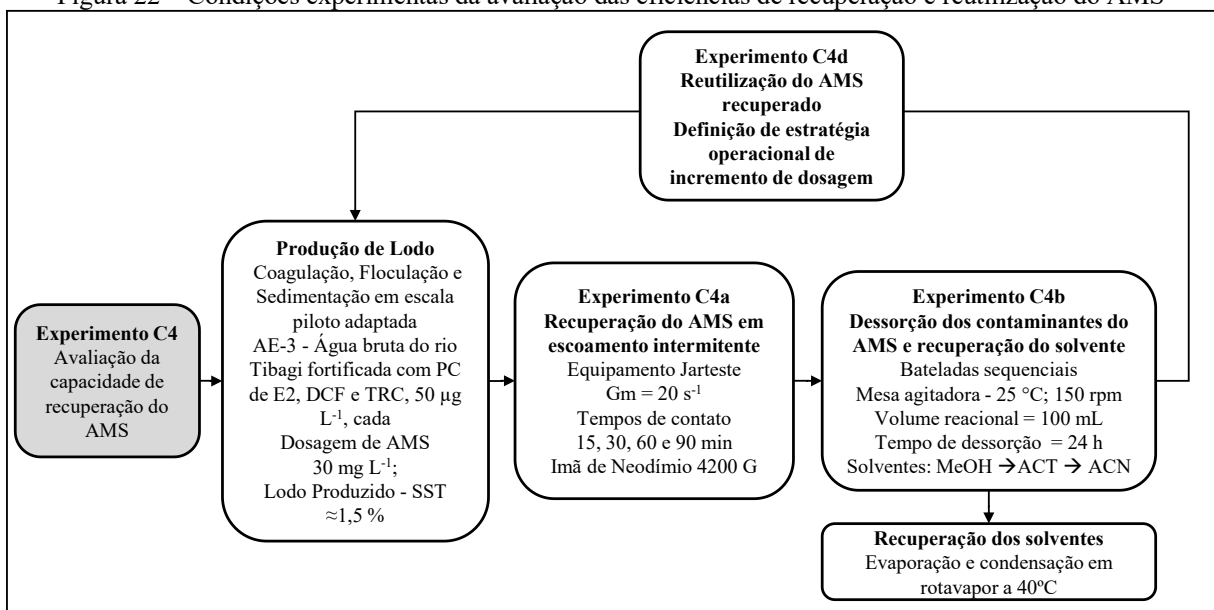 Figura 22 – Condições experimentas da avaliação das eficiências de recuperação e reutilização do AMS
Experimento C4d
Reutilização do AMS
recuperado
Definição de estratégia
operacional de
incremento de dosagem
Experimento C4
Avaliação da
capacidade de
recuperação do
AMS
Produção de Lodo
Coagulação, Floculação e
Sedimentação em escala
piloto adaptada
AE-3 - Água bruta do rio
Tibagi fortificada com PC
de E2, DCF e TRC, 50 µg
L⁻¹, cada
Dosagem de AMS
30 mg L⁻¹;
Lodo Produzido - SST
≈1,5 %
Experimento C4a
Recuperação do AMS em
escoamento intermitente
Equipamento Jarteste
Gm = 20 s⁻¹
Tempos de contato
15, 30, 60 e 90 min
Imã de Neodímio 4200 G
Experimento C4b
Dessorção dos contaminantes do
AMS e recuperação do solvente
Bateladas sequenciais
Mesa agitadora - 25 °C; 150 rpm
Volume reacional = 100 mL
Tempo de dessorção = 24 h
Solventes: MeOH →ACT → ACN
Recuperação dos solventes
Evaporação e condensação em
rotavapor a 40ºC